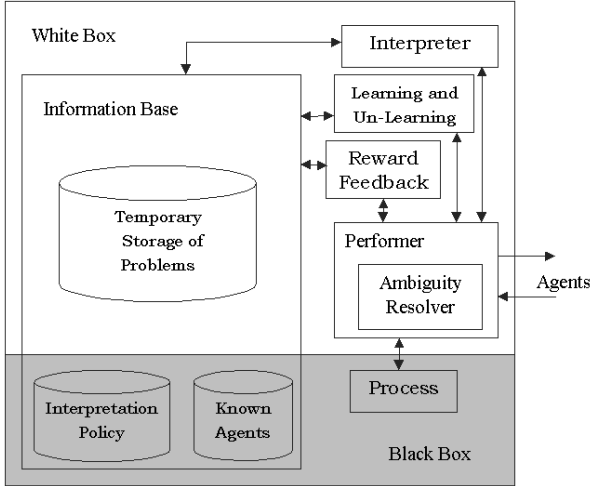 White Box
Interpreter
Information Base
Learning and
Un-Learning
Reward
Feedback
Temporary
Storage of
Problems
Performer
Ambiguity
Resolver
Agents
Process
Interpretation
Policy
Known
Agents
Black Box